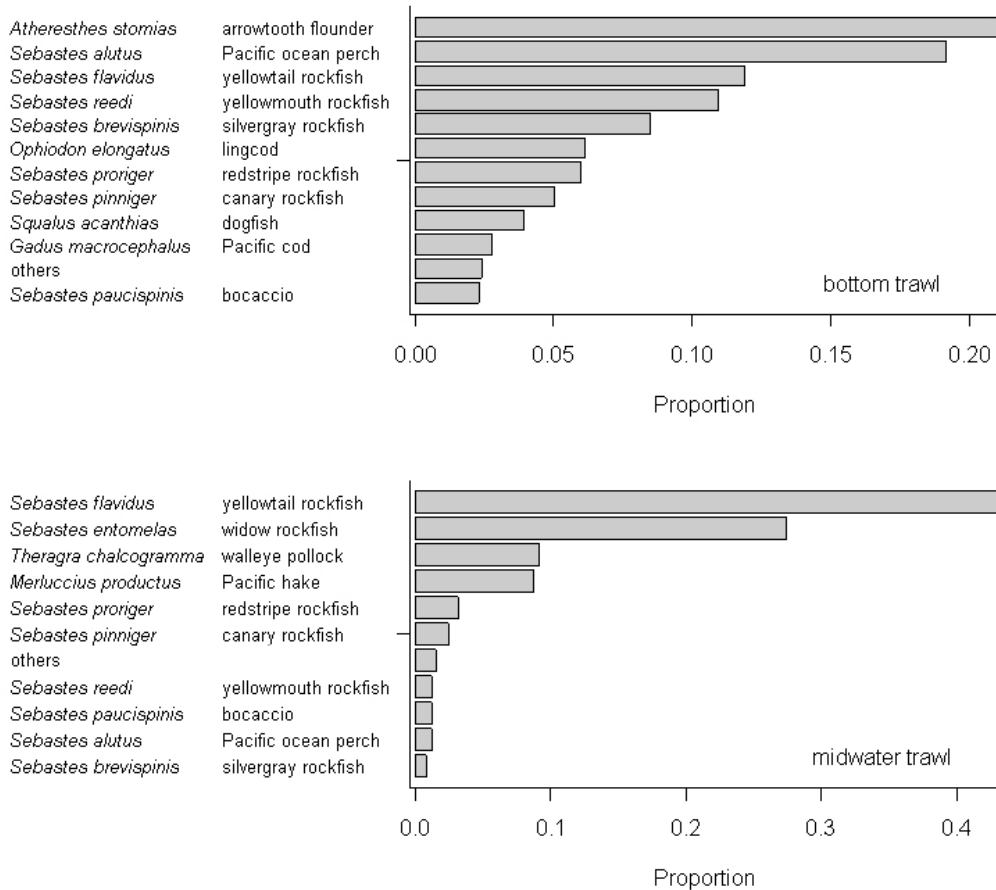 Atheresthes stomias arrowtooth flounder
Sebastes alutus Pacific ocean perch
Sebastes flavidus yellowtail rockfish
Sebastes reedi yellowmouth rockfish
Sebastes brevispinis silvergray rockfish
Ophiodon elongatus lingcod
Sebastes proriger redstripe rockfish
Sebastes pinniger canary rockfish
Squalus acanthias dogfish
Gadus macrocephalus Pacific cod
others
Sebastes paucispinis bocaccio
bottom trawl
0.00 0.05 0.10 0.15 0.20
Proportion
Sebastes flavidus yellowtail rockfish
Sebastes entomelas widow rockfish
Theragra chalcogramma walleye pollock
Merluccius productus Pacific hake
Sebastes proriger redstripe rockfish
Sebastes pinniger canary rockfish
others
Sebastes reedi yellowmouth rockfish
Sebastes paucispinis bocaccio
Sebastes alutus Pacific ocean perch
Sebastes brevispinis silvergray rockfish
midwater trawl
0.0 0.1 0.2 0.3 0.4
Proportion